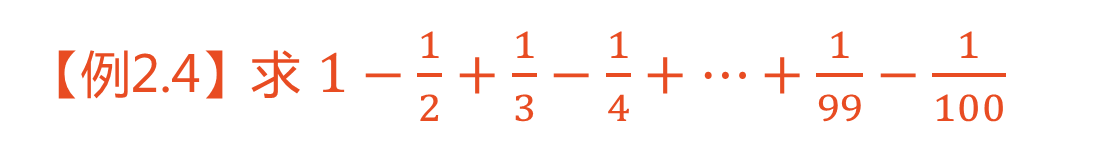 【例2.4】求 1 − 1/2 + 1/3 − 1/4 + ⋯ + 1/99 − 1/100